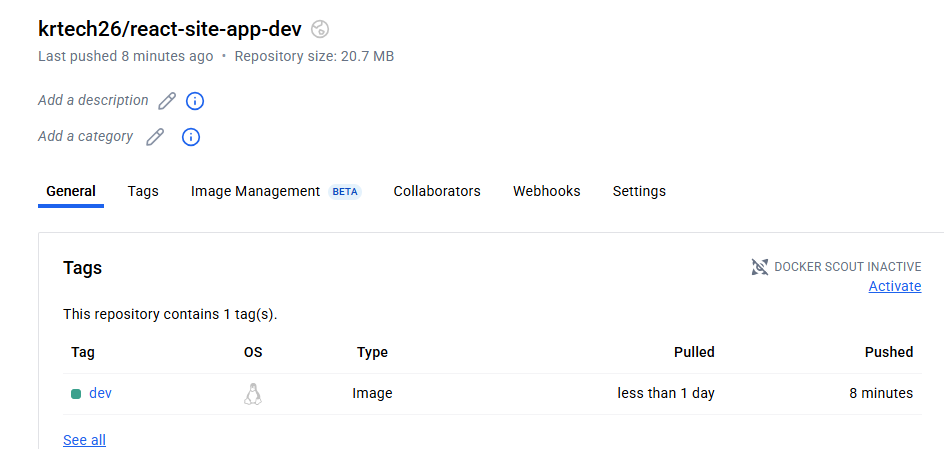 krtech26/react-site-app-dev
Last pushed 8 minutes ago • Repository size: 20.7 MB
Add a description
Add a category
General Tags Image Management BETA Collaborators Webhooks Settings
Tags
DOCKER SCOUT INACTIVE
Activate
This repository contains 1 tag(s).
Tag OS Type Pulled Pushed
dev Image less than 1 day 8 minutes
See all